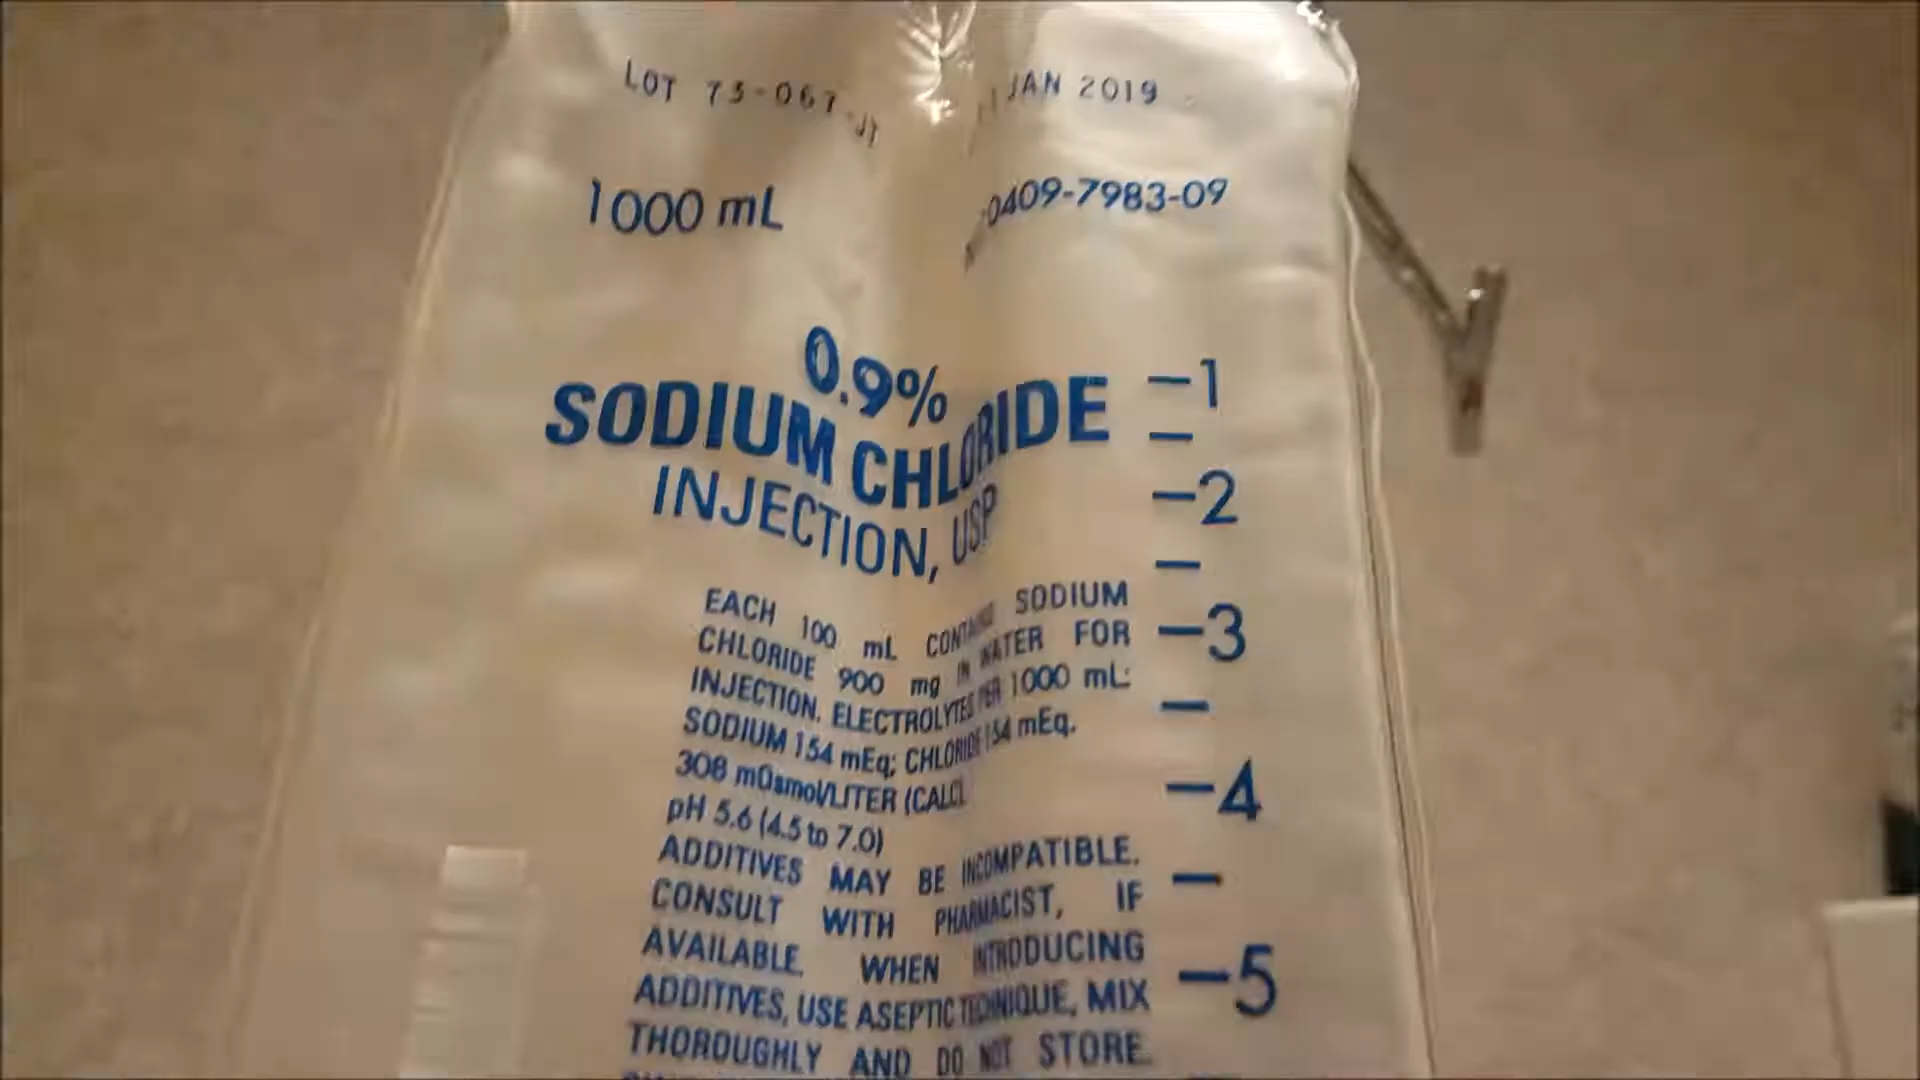 LOT 73-067-JT
JAN 2019
1000 mL
0409-7983-09
0.9%
SODIUM CHLORIDE
INJECTION, USP
EACH 100 mL CONTAINS SODIUM
CHLORIDE 900 mg IN WATER FOR
INJECTION. ELECTROLYTES PER 1000 mL:
SODIUM 154 mEq; CHLORIDE 154 mEq.
308 mOsmol/LITER (CALC
pH 5.6 (4.5 to 7.0)
ADDITIVES MAY BE INCOMPATIBLE.
CONSULT WITH PHARMACIST, IF
AVAILABLE. WHEN INTRODUCING
ADDITIVES, USE ASEPTIC TECHNIQUE, MIX
THOROUGHLY AND DO NOT STORE.
-1
-2
-3
-4
-5